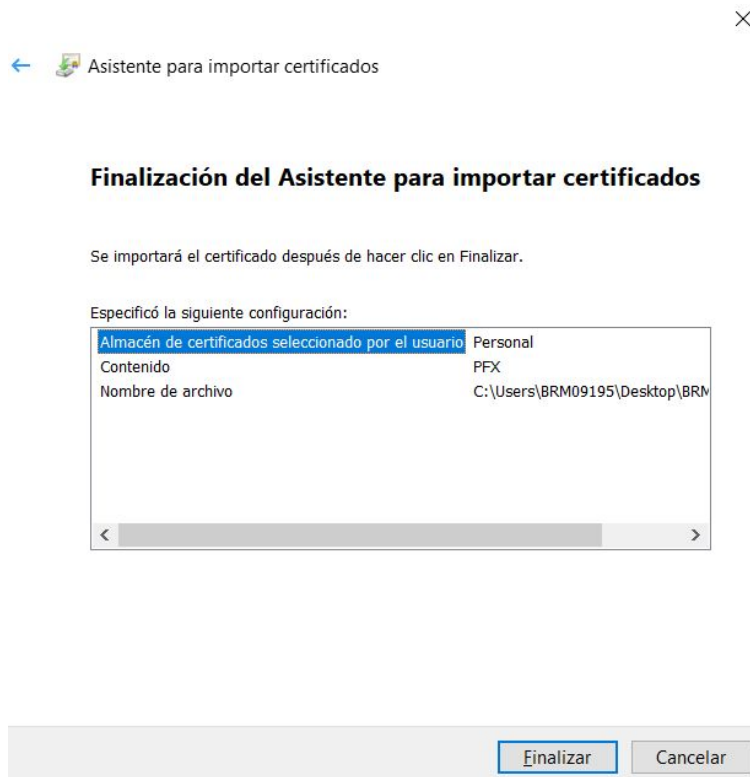 Asistente para importar certificados
Finalización del Asistente para importar certificados
Se importará el certificado después de hacer clic en Finalizar.
Especificó la siguiente configuración:
Almacén de certificados seleccionado por el usuario Personal
Contenido PFX
Nombre de archivo C:\Users\BRM09195\Desktop\BRM
Finalizar Cancelar